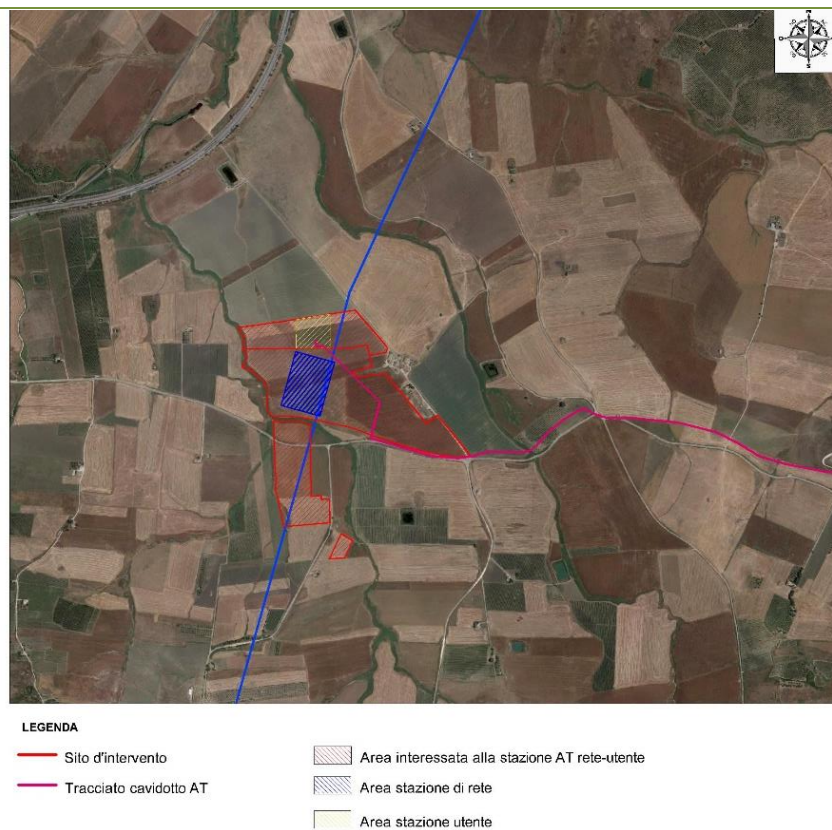 N
S
LEGENDA
Sito d'intervento
Tracciato cavidotto AT
Area interessata alla stazione AT rete-utente
Area stazione di rete
Area stazione utente